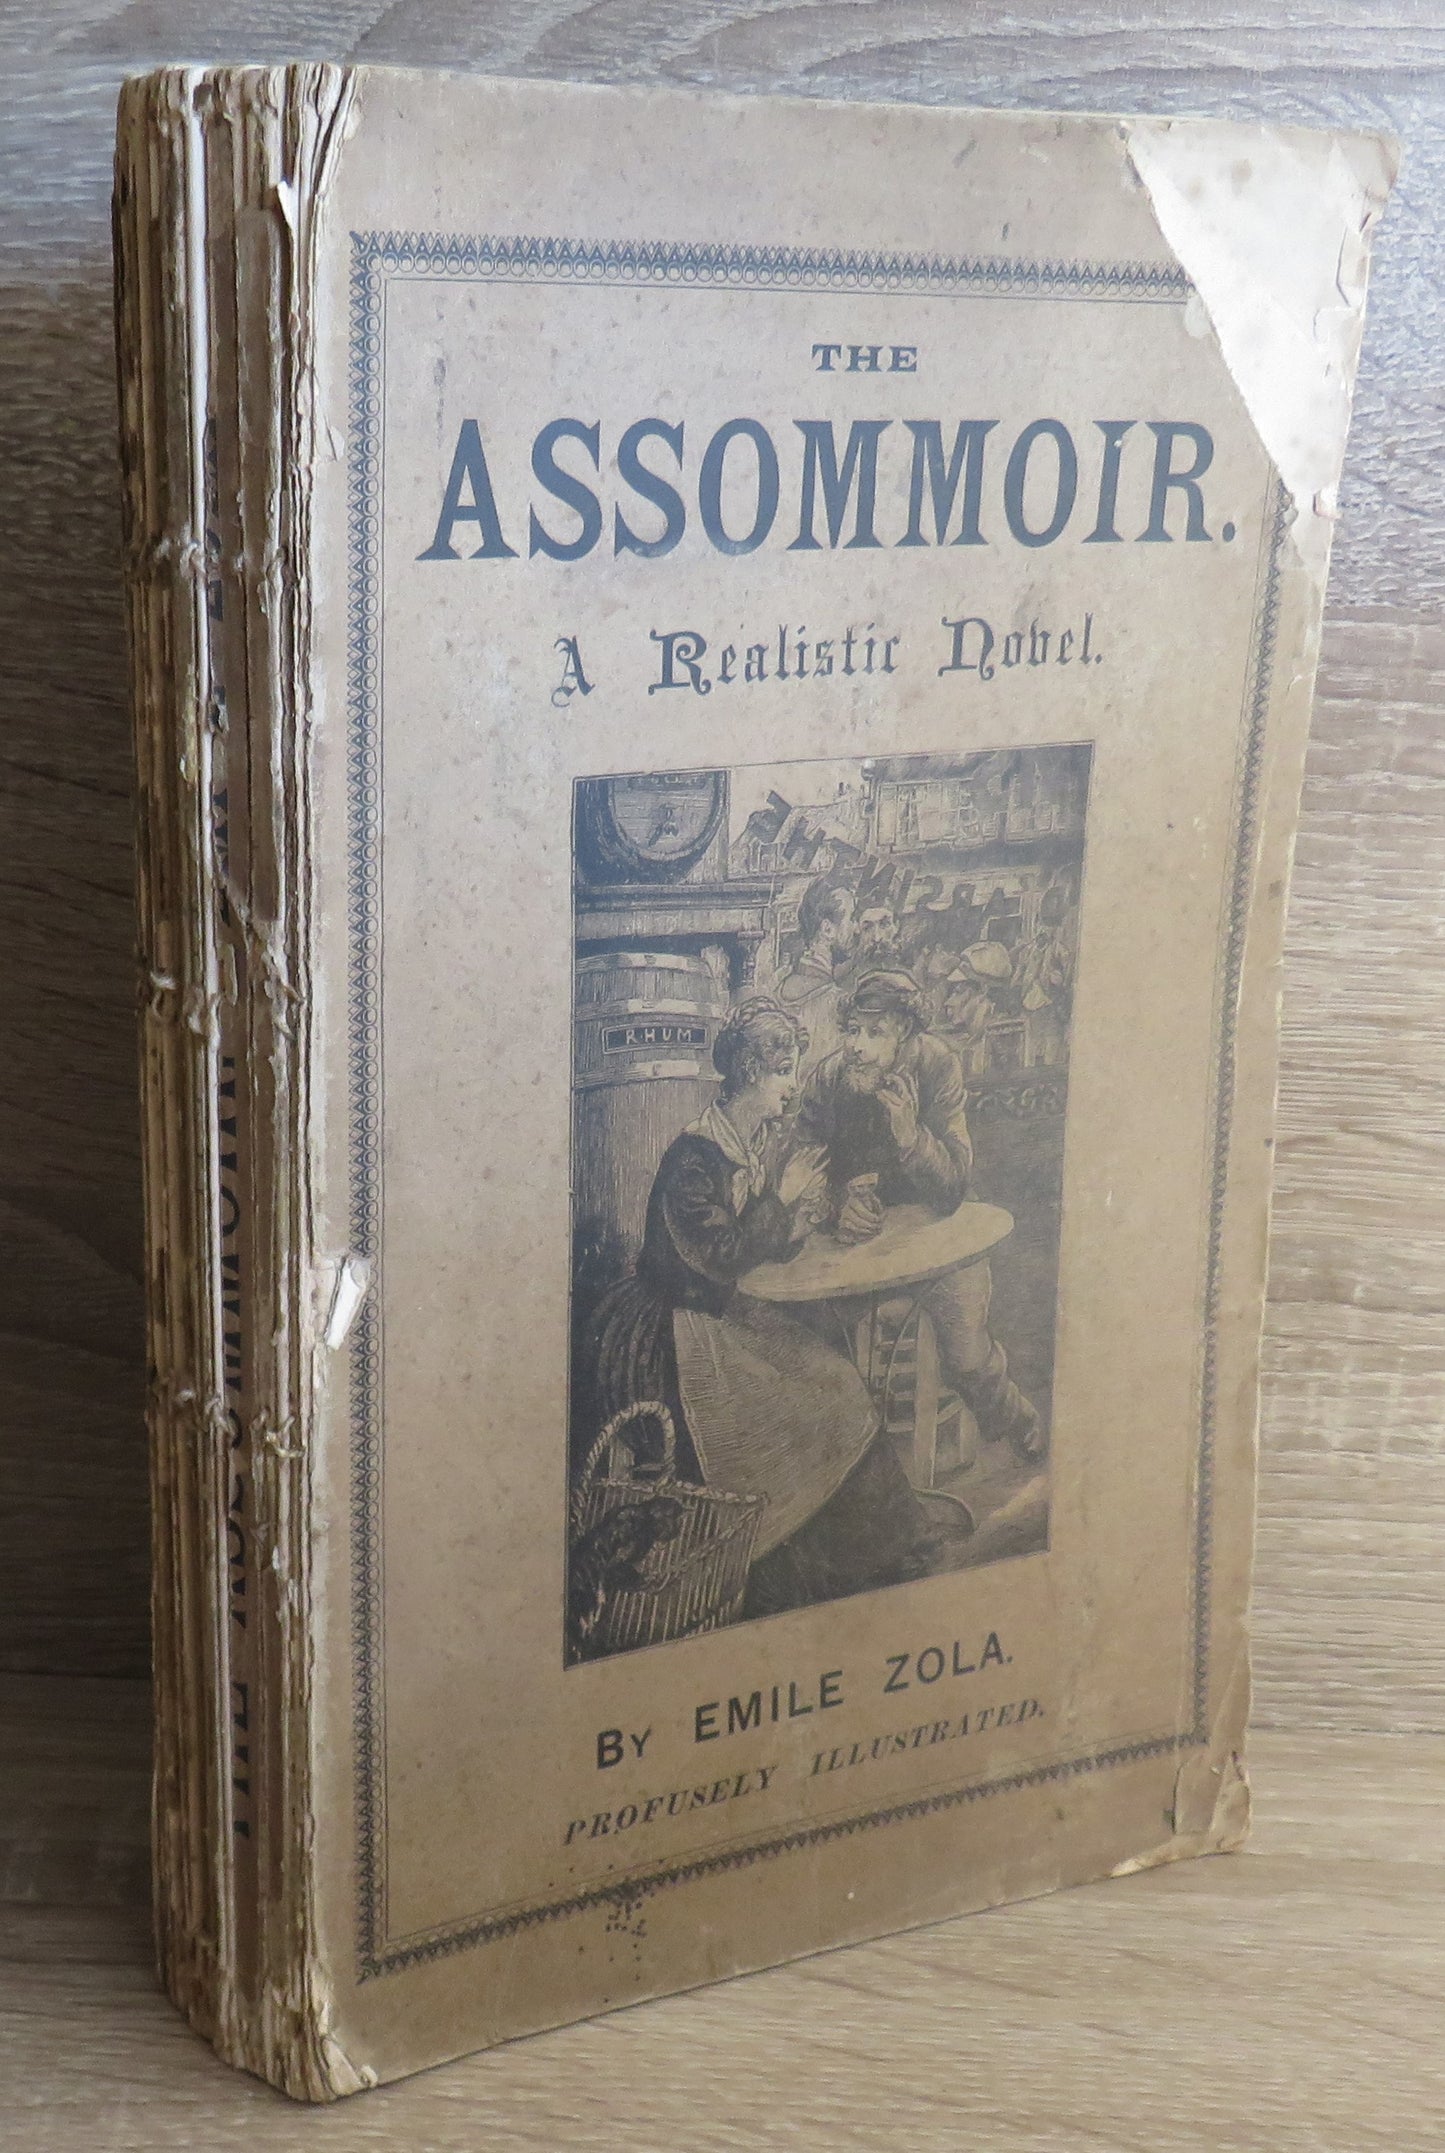 THE
ASSOMMOIR.
A Realistic Novel.
RHUM
By EMILE ZOLA.
PROFUSELY ILLUSTRATED.